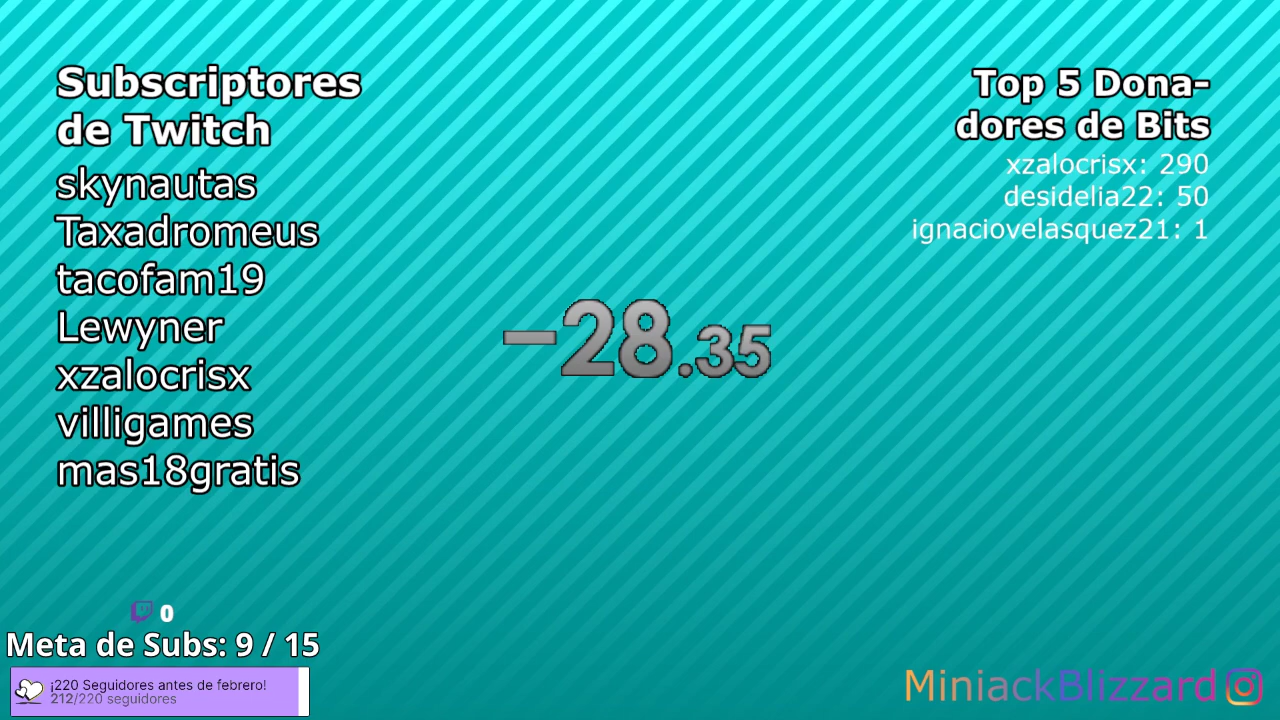 Subscriptores
de Twitch
skynautas
Taxadromeus
tacofam19
Lewyner
xzalocrisx
villigames
mas18gratis
Top 5 Dona-
dores de Bits
xzalocrisx: 290
desidelia22: 50
ignaciovelasquez21: 1
-28.35
0
Meta de Subs: 9 / 15
¡220 Seguidores antes de febrero!
212/220 seguidores
MiniackBlizzard